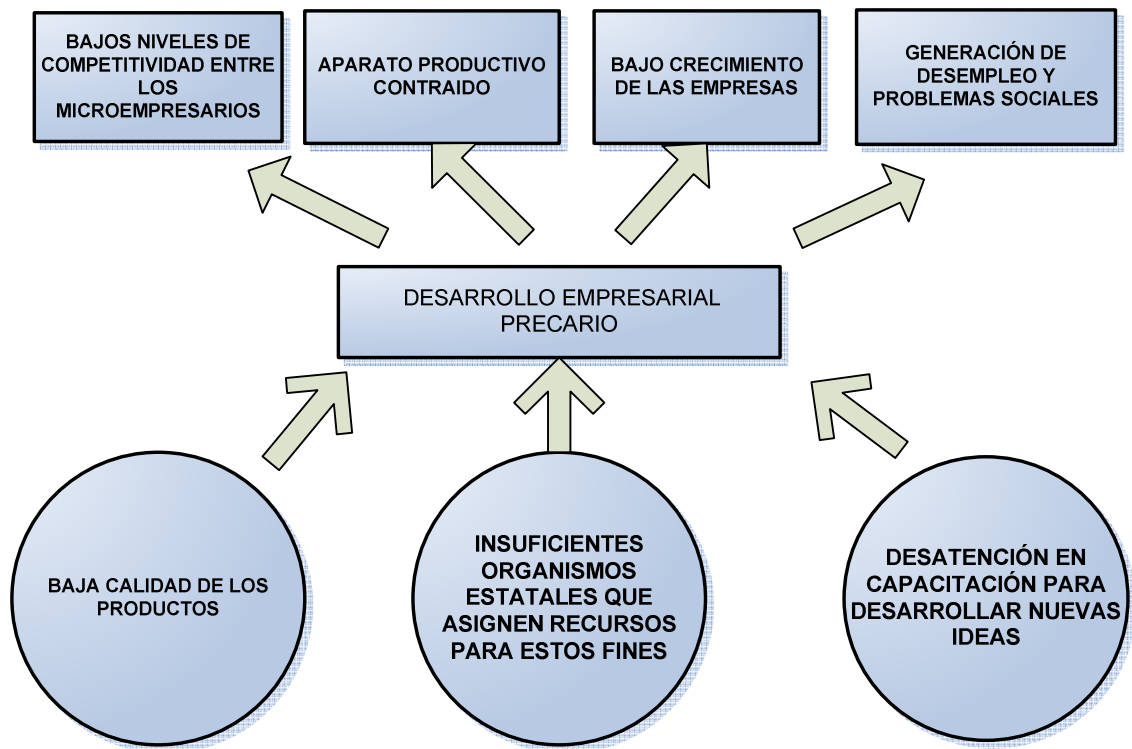 BAJOS NIVELES DE
COMPETITIVIDAD ENTRE
LOS
MICROEMPRESARIOS
APARATO PRODUCTIVO
CONTRAIDO
BAJO CRECIMIENTO
DE LAS EMPRESAS
GENERACIÓN DE
DESEMPLEO Y
PROBLEMAS SOCIALES
DESARROLLO EMPRESARIAL
PRECARIO
BAJA CALIDAD DE LOS
PRODUCTOS
INSUFICIENTES
ORGANISMOS
ESTATALES QUE
ASIGNEN RECURSOS
PARA ESTOS FINES
DESATENCIÓN EN
CAPACITACIÓN PARA
DESARROLLAR NUEVAS
IDEAS